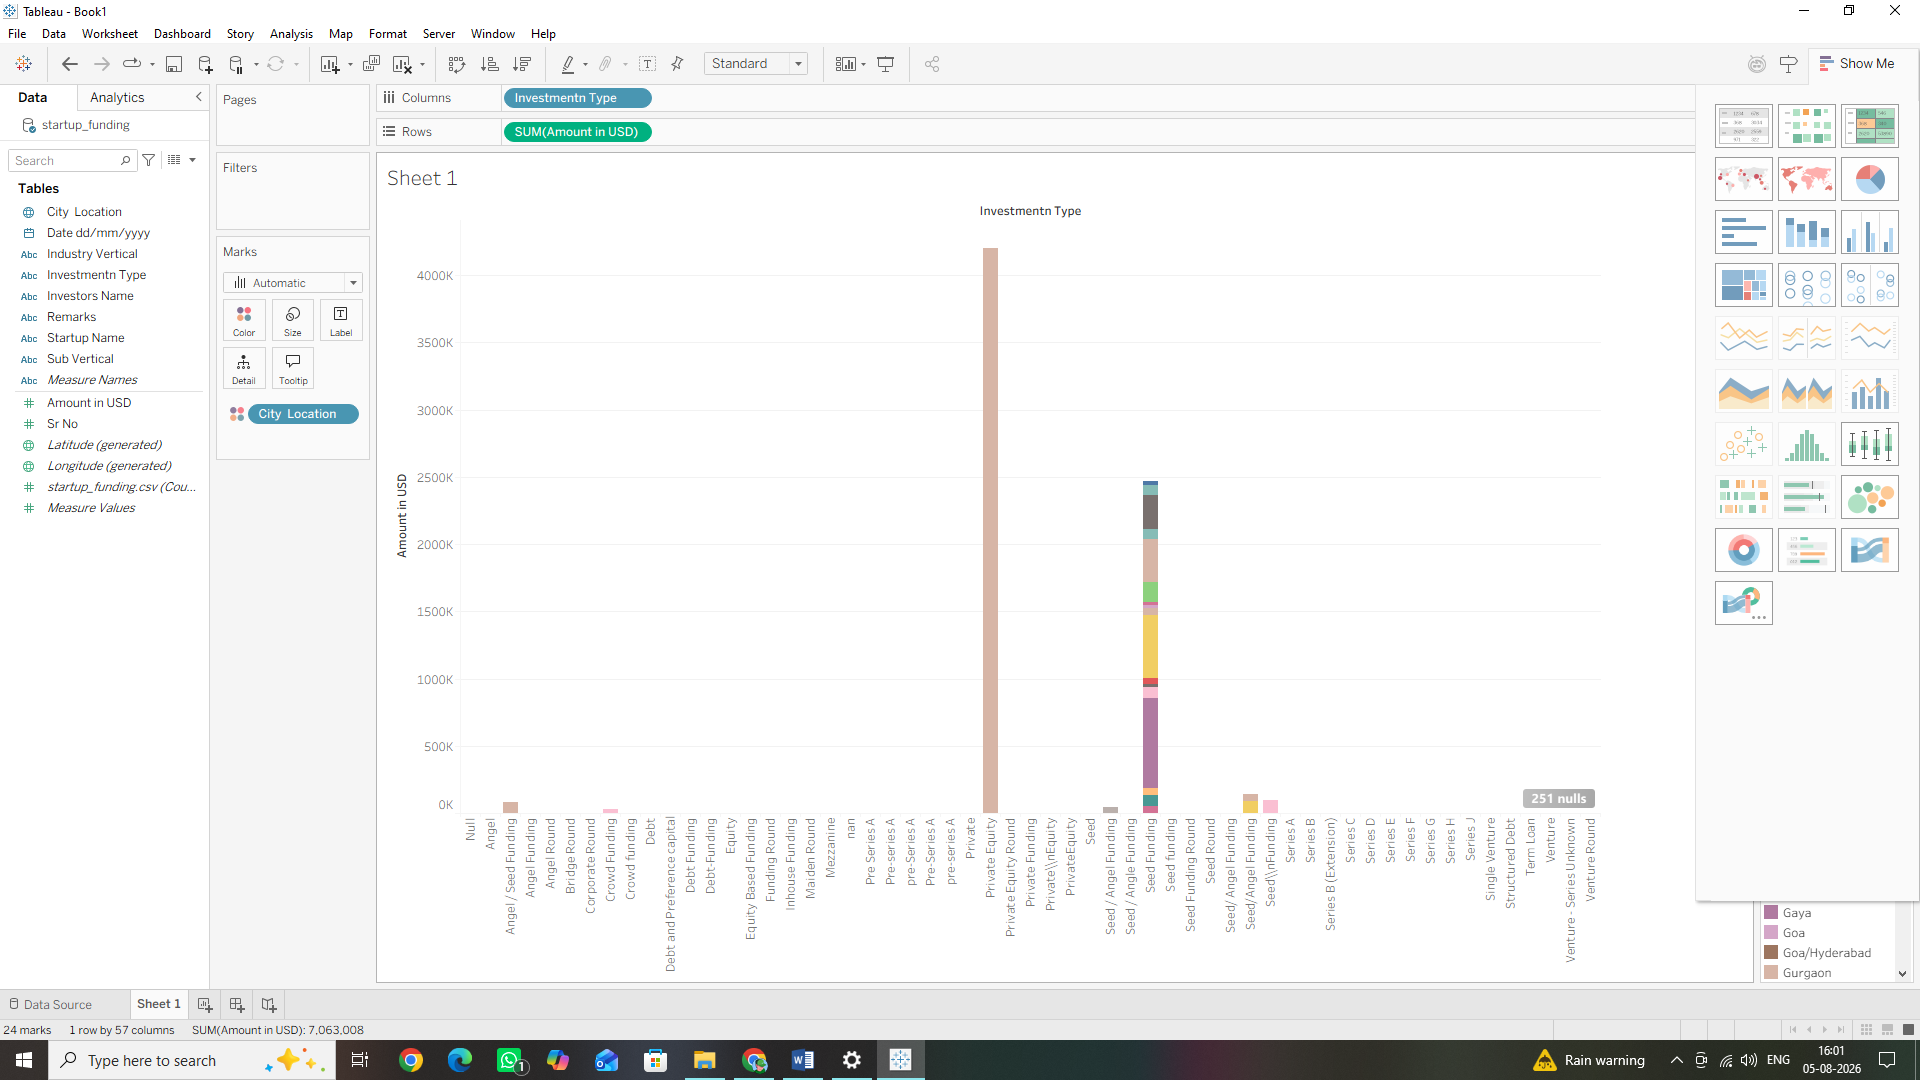 Tableau - Book1
File Data Worksheet Dashboard Story Analysis Map Format Server Window Help
Standard
Show Me
Data Analytics
startup_funding
Search
Tables
City Location
Date dd/mm/yyyy
Abc Industry Vertical
Abc Investmentn Type
Abc Investors Name
Abc Remarks
Abc Startup Name
Abc Sub Vertical
Abc Measure Names
Amount in USD
Sr No
Latitude (generated)
Longitude (generated)
startup_funding.csv (Cou...
Measure Values
Pages
Filters
Marks
Automatic
Color Size Label
Detail Tooltip
City Location
Columns Investmentn Type
Rows SUM(Amount in USD)
Sheet 1
Investmentn Type
Amount in USD
4000K
3500K
3000K
2500K
2000K
1500K
1000K
500K
0K
251 nulls
Null
Angel
Angel / Seed Funding
Angel Funding
Angel Round
Bridge Round
Corporate Round
Crowd Funding
Crowd funding
Debt
Debt and Preference capital
Debt Funding
Debt-Funding
Equity
Equity Based Funding
Funding Round
Inhouse Funding
Maiden Round
Mezzanine
nan
Pre Series A
Pre-series A
pre-Series A
Pre-Series A
pre-series A
Private
Private Equity
Private Equity Round
Private Funding
Private\\nEquity
PrivateEquity
Seed
Seed / Angel Funding
Seed / Angle Funding
Seed Funding
Seed funding
Seed Funding Round
Seed Round
Seed/ Angel Funding
Seed/Angel Funding
Seed\\nFunding
Series A
Series B
Series B (Extension)
Series C
Series D
Series E
Series F
Series G
Series H
Series J
Single Venture
Structured Debt
Term Loan
Venture
Venture - Series Unknown
Venture Round
Gaya
Goa
Goa/Hyderabad
Gurgaon
Data Source Sheet 1
24 marks 1 row by 57 columns SUM(Amount in USD): 7,063,008
Type here to search
1
Rain warning
ENG
16:01
05-08-2026